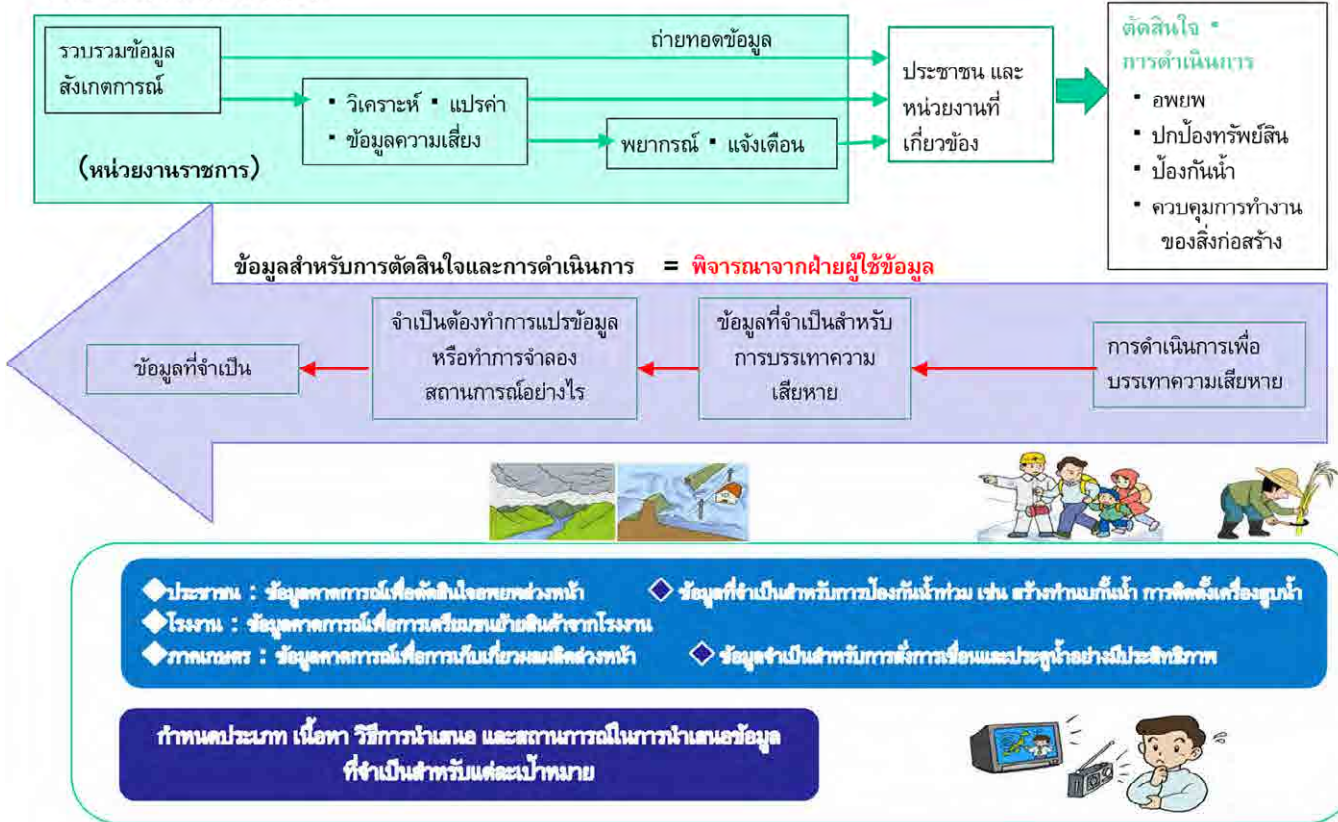 รวบรวมข้อมูล
สังเกตการณ์
(หน่วยงานราชการ)
ถ่ายทอดข้อมูล
▪ วิเคราะห์ ▪ แปรค่า
▪ ข้อมูลความเสี่ยง
พยากรณ์ ▪ แจ้งเตือน
ประชาชน และ
หน่วยงานที่
เกี่ยวข้อง
ตัดสินใจ ▪
การดำเนินการ
▪ อพยพ
▪ ปกป้องทรัพย์สิน
▪ ป้องกันน้ำ
▪ ควบคุมการทำงาน
ของสิ่งก่อสร้าง
ข้อมูลสำหรับการตัดสินใจและการดำเนินการ = พิจารณาจากฝ่ายผู้ใช้ข้อมูล
ข้อมูลที่จำเป็น
จำเป็นต้องทำการแปรข้อมูล
หรือทำการจำลอง
สถานการณ์อย่างไร
ข้อมูลที่จำเป็นสำหรับ
การบรรเทาความ
เสียหาย
การดำเนินการเพื่อ
บรรเทาความเสียหาย
◆ประชาชน : ข้อมูลคาดการณ์เพื่อตัดสินใจอพยพล่วงหน้า
◆โรงงาน : ข้อมูลคาดการณ์เพื่อการเตรียมขนย้ายสินค้าจากโรงงาน
◆ภาคเกษตร : ข้อมูลคาดการณ์เพื่อการเก็บเกี่ยวผลผลิตล่วงหน้า
◆ ข้อมูลที่จำเป็นสำหรับการป้องกันน้ำท่วม เช่น สร้างทำนบกั้นน้ำ การติดตั้งเครื่องสูบน้ำ
◆ ข้อมูลจำเป็นสำหรับการสั่งการเขื่อนและประตูน้ำอย่างมีประสิทธิภาพ
กำหนดประเภท เนื้อหา วิธีการนำเสนอ และสถานการณ์ในการนำเสนอข้อมูล
ที่จำเป็นสำหรับแต่ละเป้าหมาย